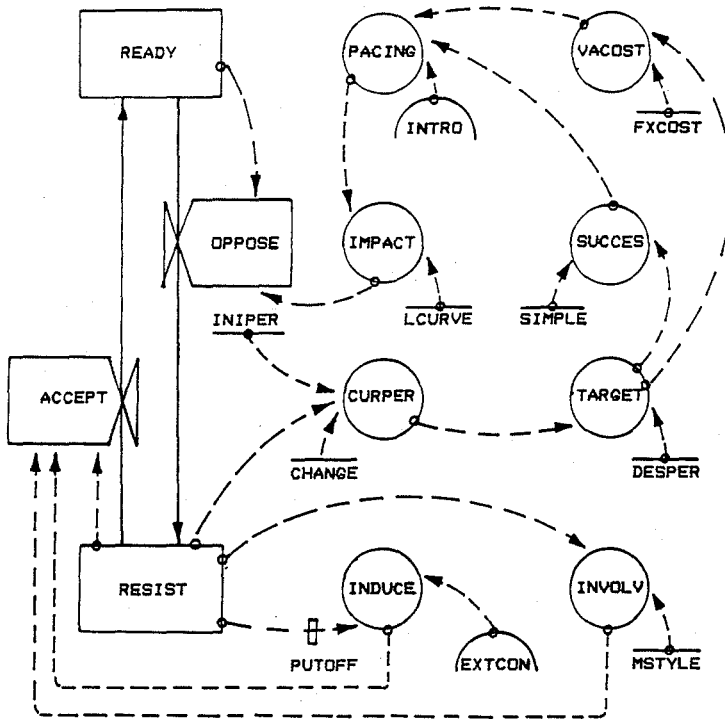 READY
PACING
VACOST
INTRO
FXCOST
OPPOSE
IMPACT
SUCCES
INIPER
LCURVE
SIMPLE
ACCEPT
CURPER
TARGET
CHANGE
DESPER
RESIST
INDUCE
INVOLV
PUTOFF
EXTCON
MSTYLE